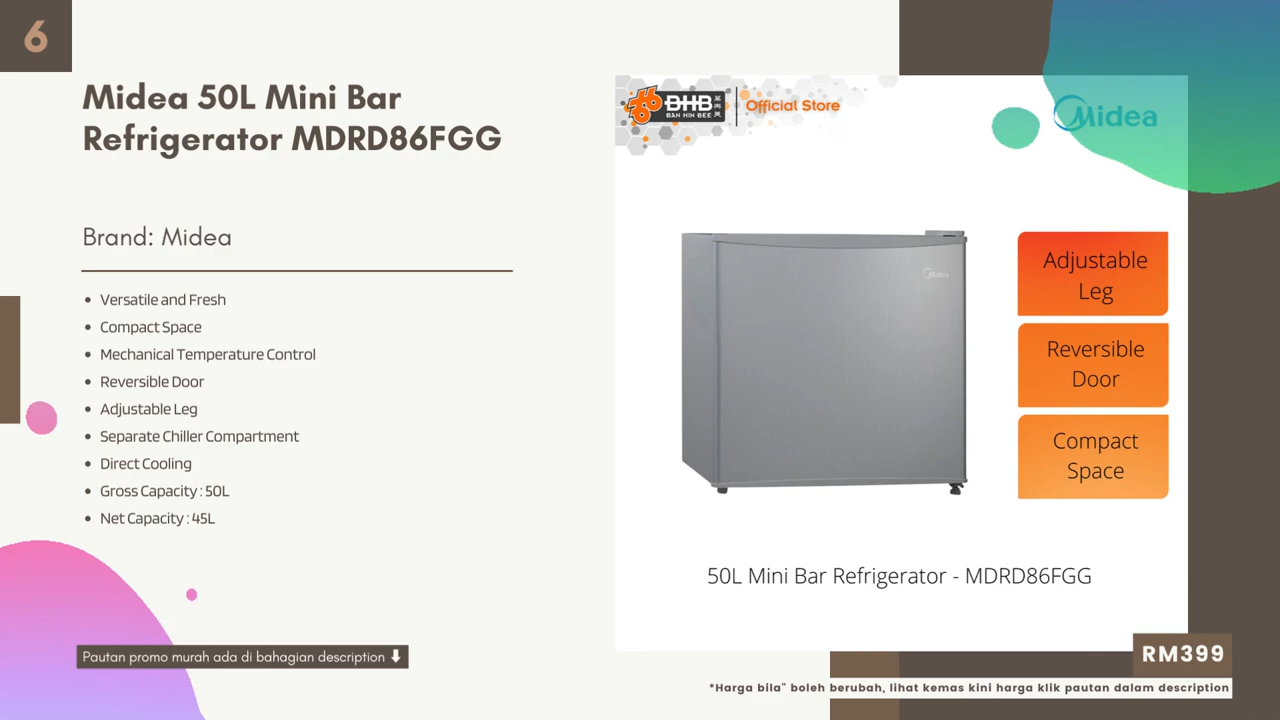 6
Midea 50L Mini Bar
Refrigerator MDRD86FGG
Brand: Midea
Versatile and Fresh
Compact Space
Mechanical Temperature Control
Reversible Door
Adjustable Leg
Separate Chiller Compartment
Direct Cooling
Gross Capacity : 50L
Net Capacity : 45L
Pautan promo murah ada di bahagian description
BHB
BAN HIN BEE
Official Store
Midea
Midea
Adjustable
Leg
Reversible
Door
Compact
Space
50L Mini Bar Refrigerator - MDRD86FGG
RM399
*Harga bila" boleh berubah, lihat kemas kini harga klik pautan dalam description